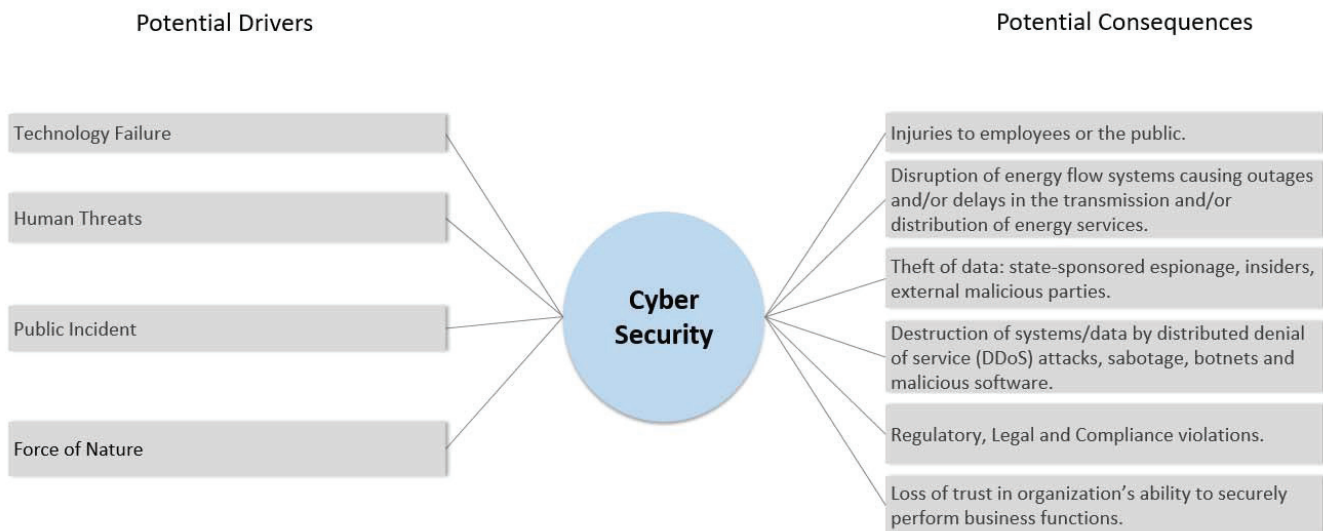 Potential Drivers
Potential Consequences
Technology Failure
Human Threats
Public Incident
Force of Nature
Cyber
Security
Injuries to employees or the public.
Disruption of energy flow systems causing outages
and/or delays in the transmission and/or
distribution of energy services.
Theft of data: state-sponsored espionage, insiders,
external malicious parties.
Destruction of systems/data by distributed denial
of service (DDoS) attacks, sabotage, botnets and
malicious software.
Regulatory, Legal and Compliance violations.
Loss of trust in organization’s ability to securely
perform business functions.